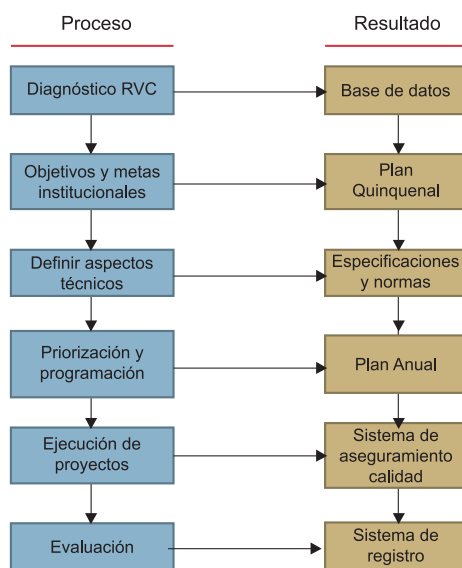 Proceso
Resultado
Diagnóstico RVC
Base de datos
Objetivos y metas
institucionales
Plan
Quinquenal
Definir aspectos
técnicos
Especificaciones
y normas
Priorización y
programación
Plan Anual
Ejecución de
proyectos
Sistema de
aseguramiento
calidad
Evaluación
Sistema de
registro